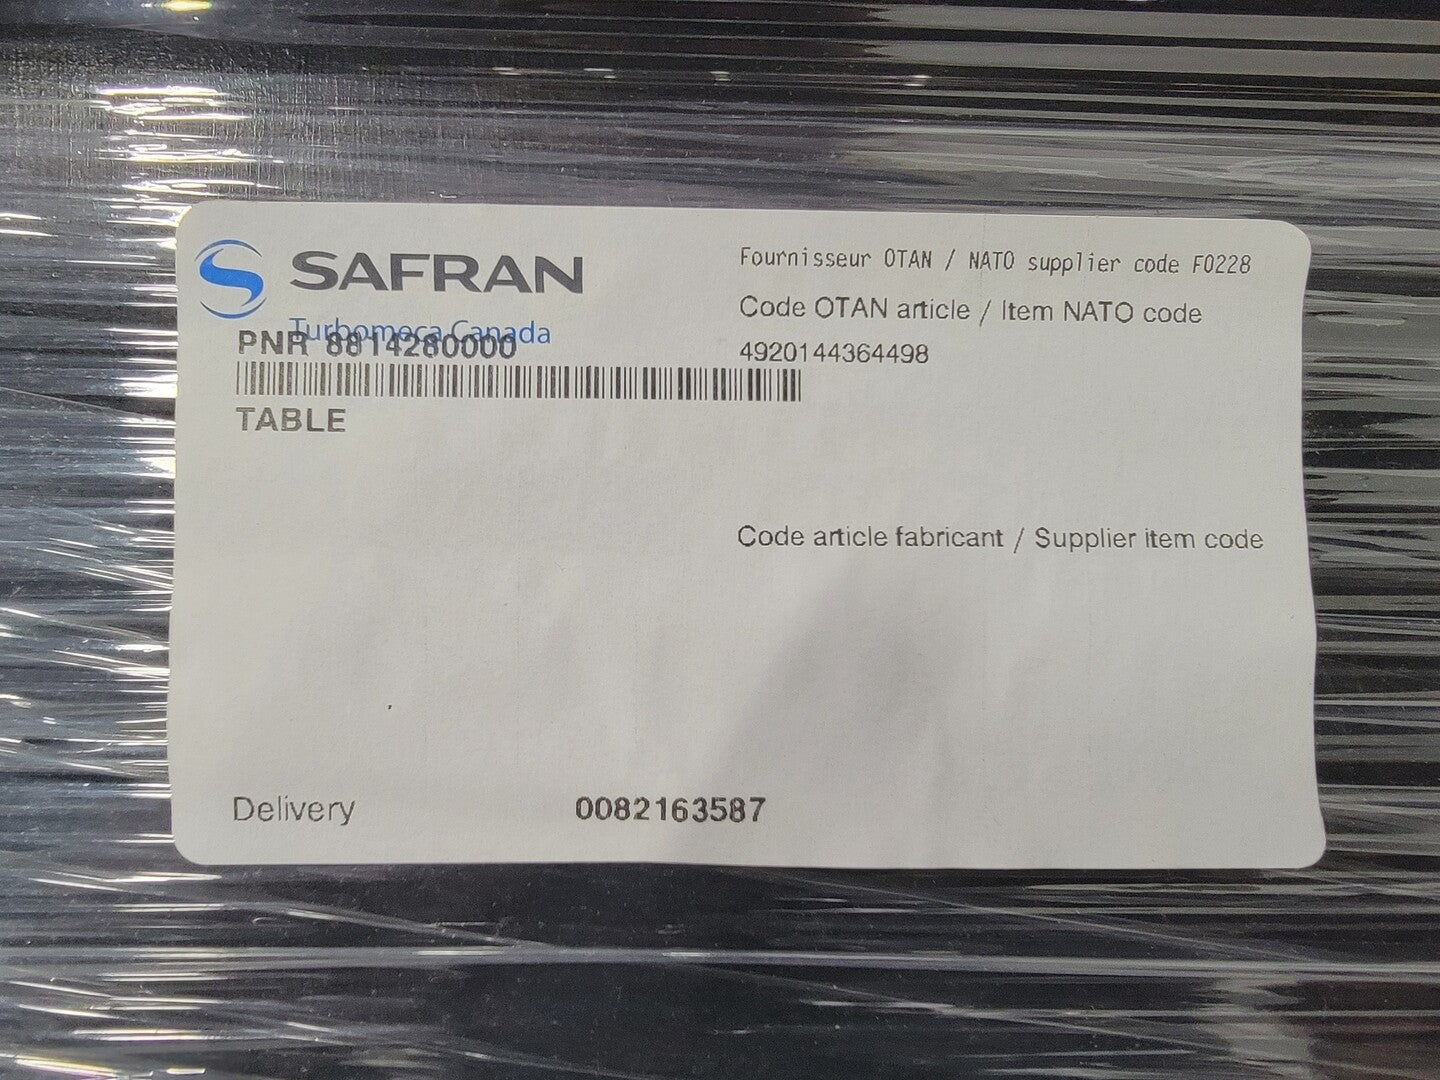 SAFRAN
Turbomeca Canada
PNR 8814280000
TABLE
Fournisseur OTAN / NATO supplier code F0228
Code OTAN article / Item NATO code
4920144364498
Code article fabricant / Supplier item code
Delivery 0082163587